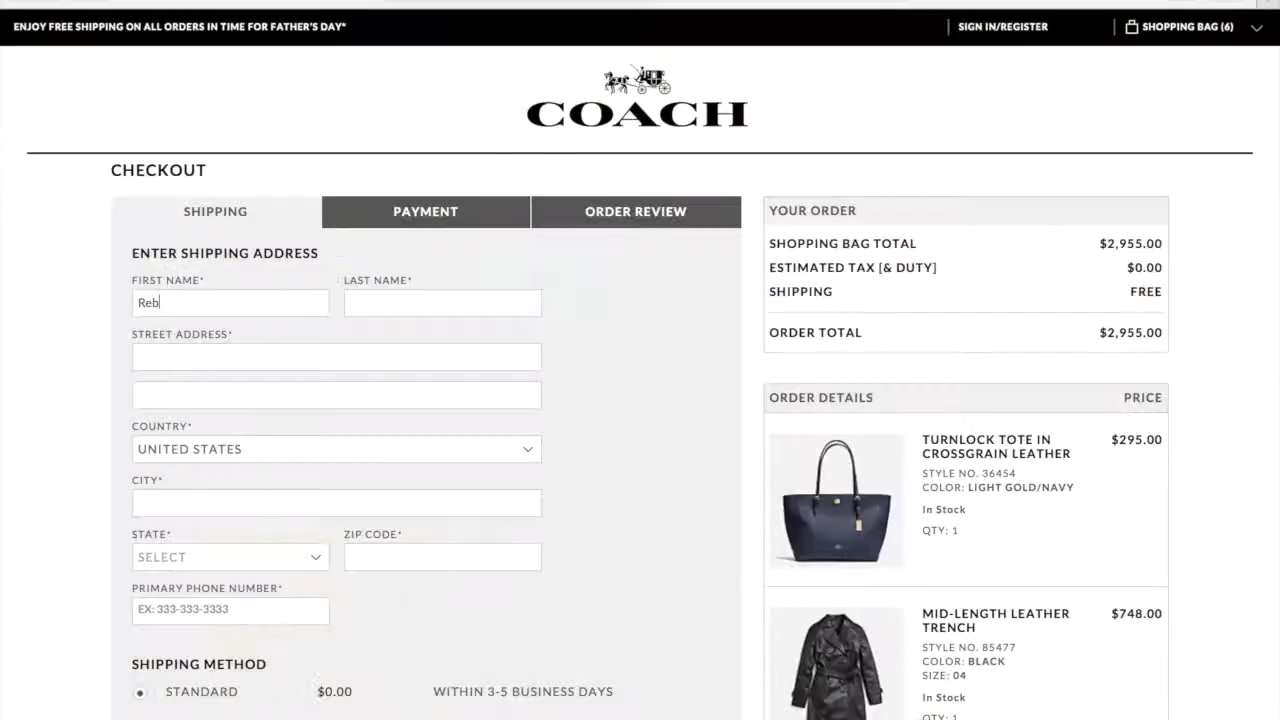 ENJOY FREE SHIPPING ON ALL ORDERS IN TIME FOR FATHER'S DAY*
SIGN IN/REGISTER
SHOPPING BAG (6)
COACH
CHECKOUT
SHIPPING
PAYMENT
ORDER REVIEW
ENTER SHIPPING ADDRESS
FIRST NAME*
LAST NAME*
Reb
STREET ADDRESS*
COUNTRY*
UNITED STATES
CITY*
STATE*
ZIP CODE*
SELECT
PRIMARY PHONE NUMBER*
EX: 333-333-3333
SHIPPING METHOD
STANDARD $0.00 WITHIN 3-5 BUSINESS DAYS
YOUR ORDER
SHOPPING BAG TOTAL $2,955.00
ESTIMATED TAX [& DUTY] $0.00
SHIPPING FREE
ORDER TOTAL $2,955.00
ORDER DETAILS PRICE
TURNLOCK TOTE IN $295.00
CROSSGRAIN LEATHER
STYLE NO. 36454
COLOR: LIGHT GOLD/NAVY
In Stock
QTY: 1
MID-LENGTH LEATHER $748.00
TRENCH
STYLE NO. 85477
COLOR: BLACK
SIZE: 04
In Stock
QTY: 1